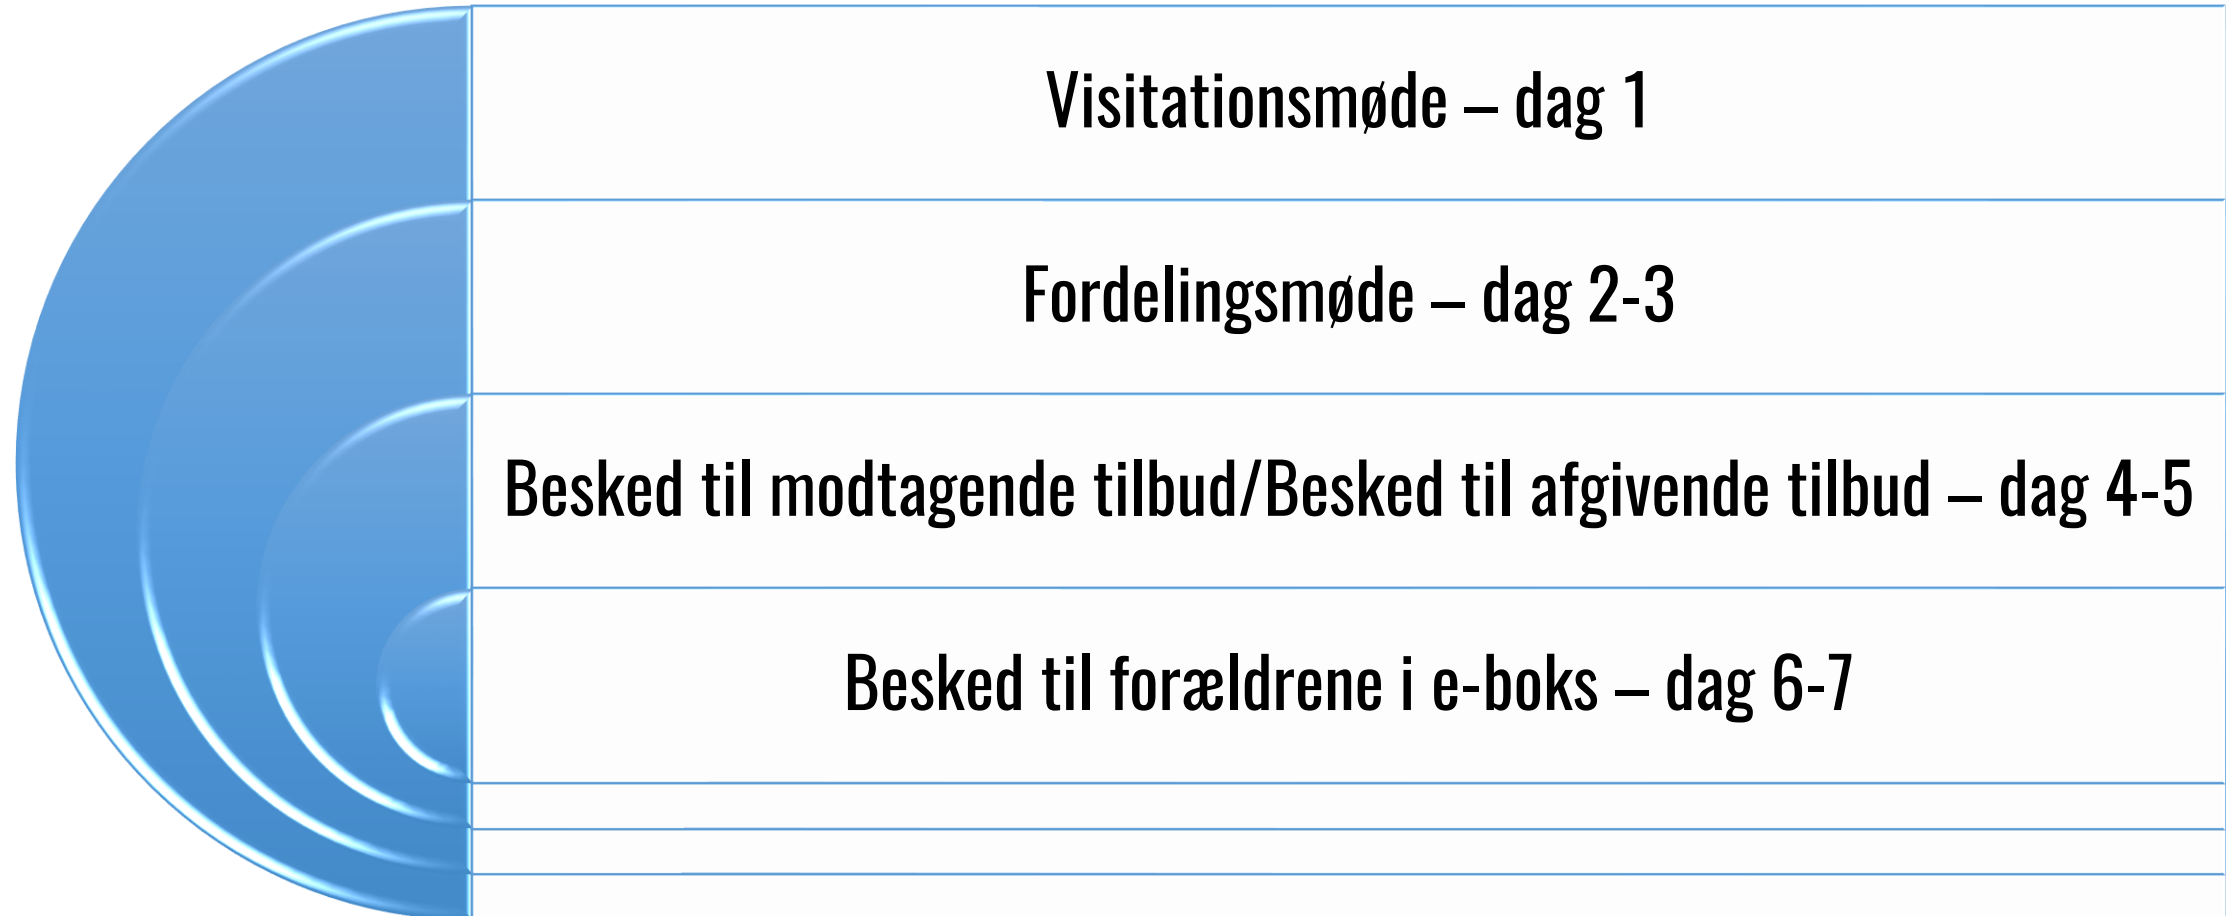 Visitationsmøde – dag 1
Fordelingsmøde – dag 2-3
Besked til modtagende tilbud/Besked til afgivende tilbud – dag 4-5
Besked til forældrene i e-boks – dag 6-7